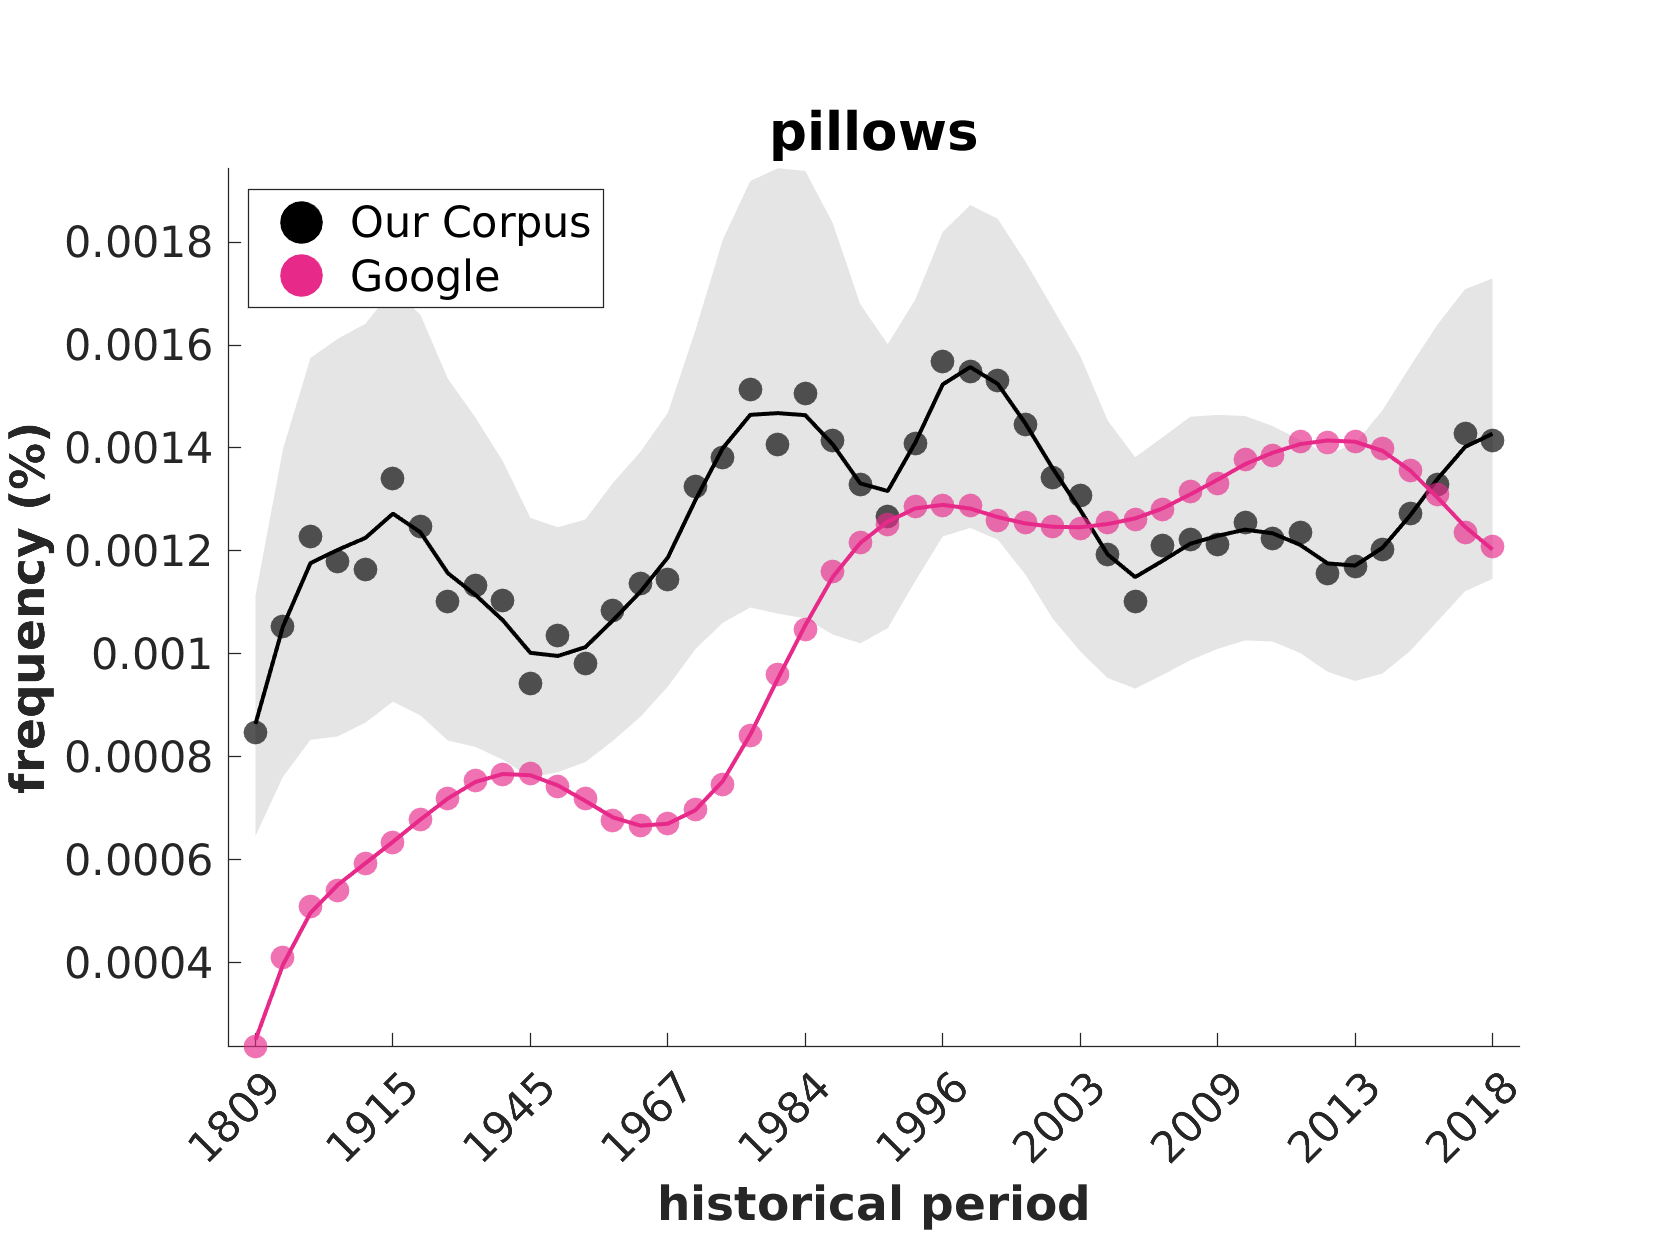 pillows
Our Corpus
Google
frequency (%)
0.0018
0.0016
0.0014
0.0012
0.001
0.0008
0.0006
0.0004
1809 1915 1945 1967 1984 1996 2003 2009 2013 2018
historical period